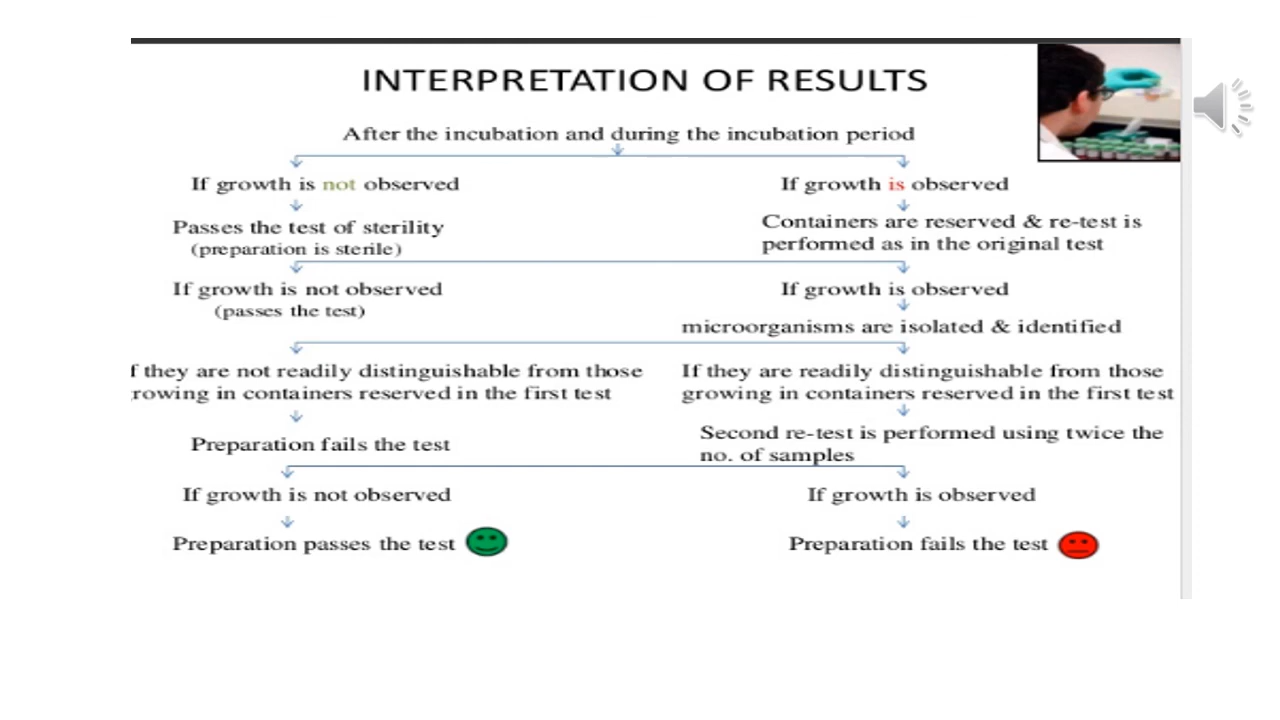 INTERPRETATION OF RESULTS
After the incubation and during the incubation period
If growth is not observed
If growth is observed
Passes the test of sterility
(preparation is sterile)
Containers are reserved & re-test is
performed as in the original test
If growth is not observed
(passes the test)
If growth is observed
microorganisms are isolated & identified
f they are not readily distinguishable from those
rowing in containers reserved in the first test
If they are readily distinguishable from those
growing in containers reserved in the first test
Preparation fails the test
Second re-test is performed using twice the
no. of samples
If growth is not observed
If growth is observed
Preparation passes the test
Preparation fails the test